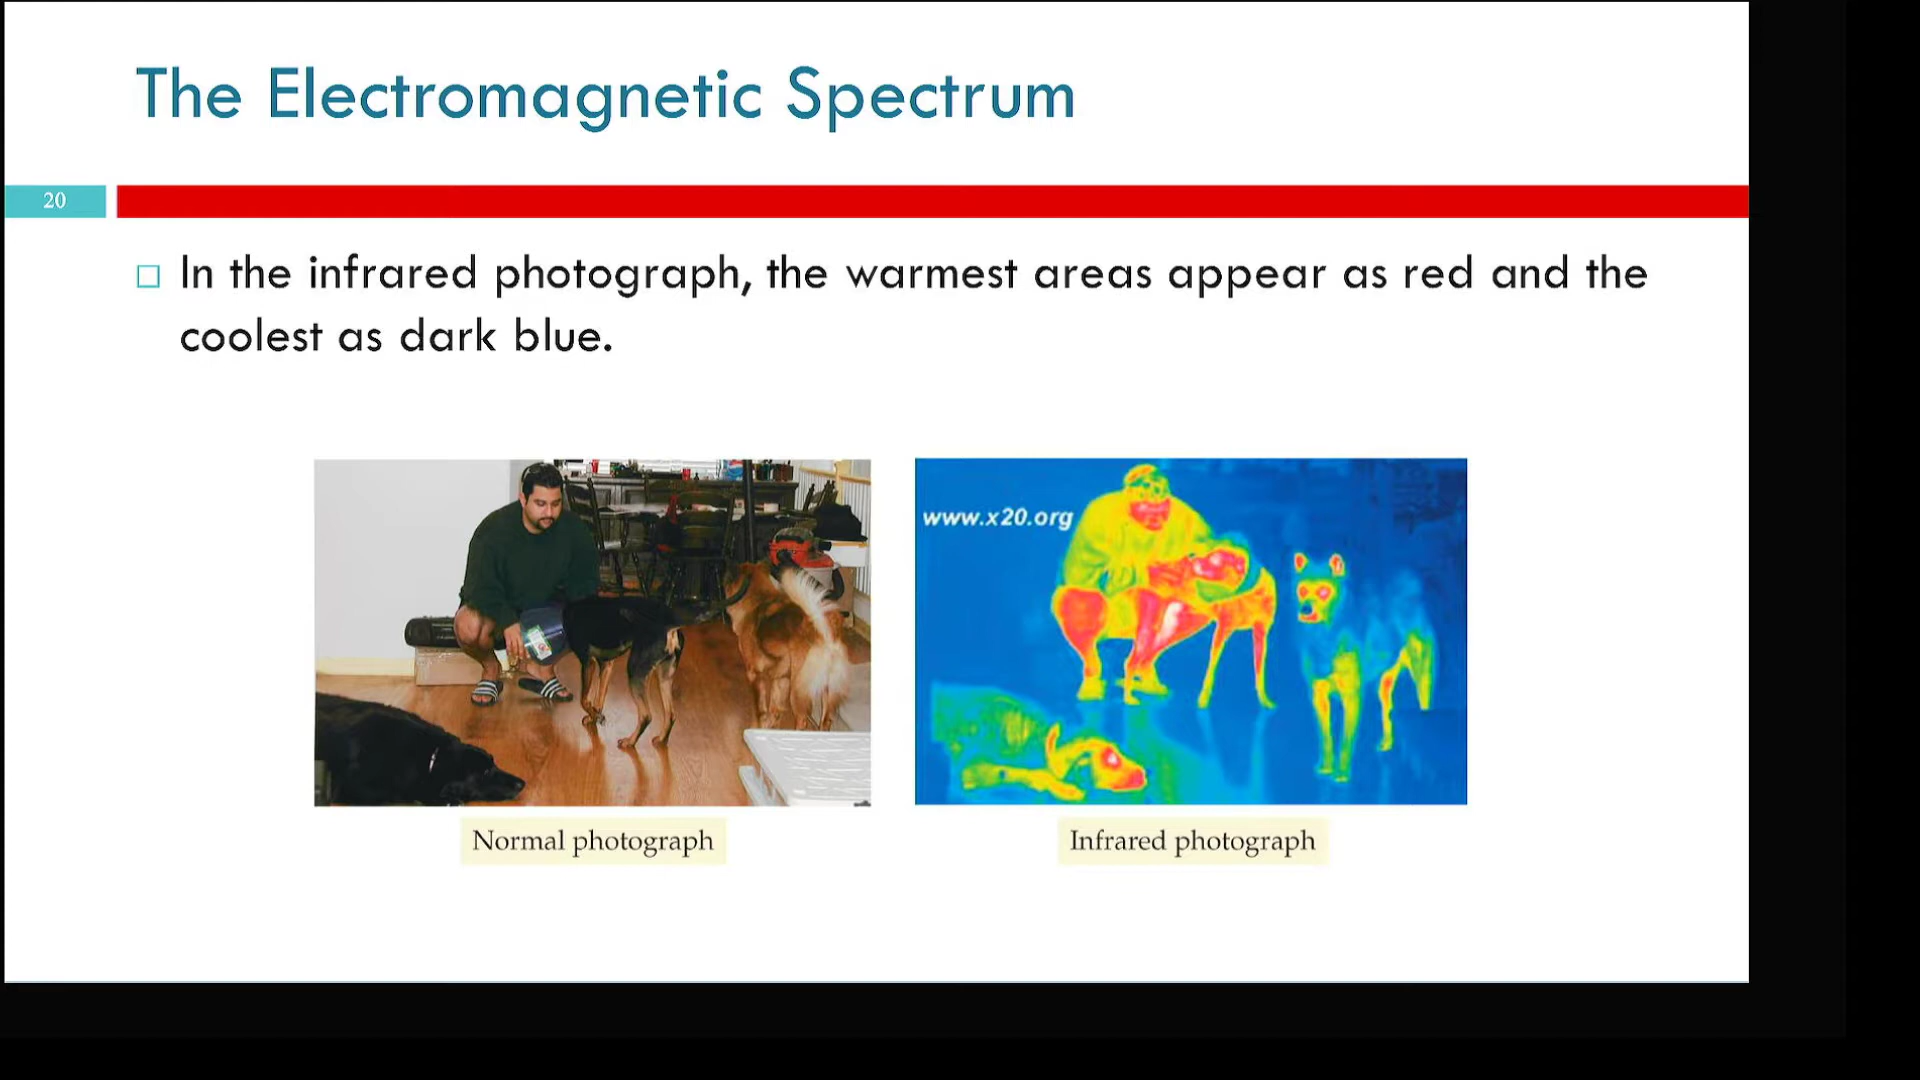 The Electromagnetic Spectrum
20
In the infrared photograph, the warmest areas appear as red and the
coolest as dark blue.
www.x20.org
Normal photograph
Infrared photograph